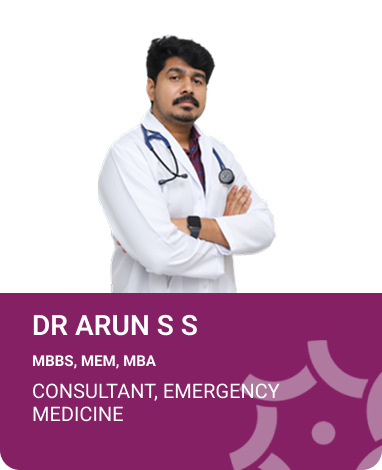 DR ARUN S S
MBBS, MEM, MBA
CONSULTANT, EMERGENCY
MEDICINE